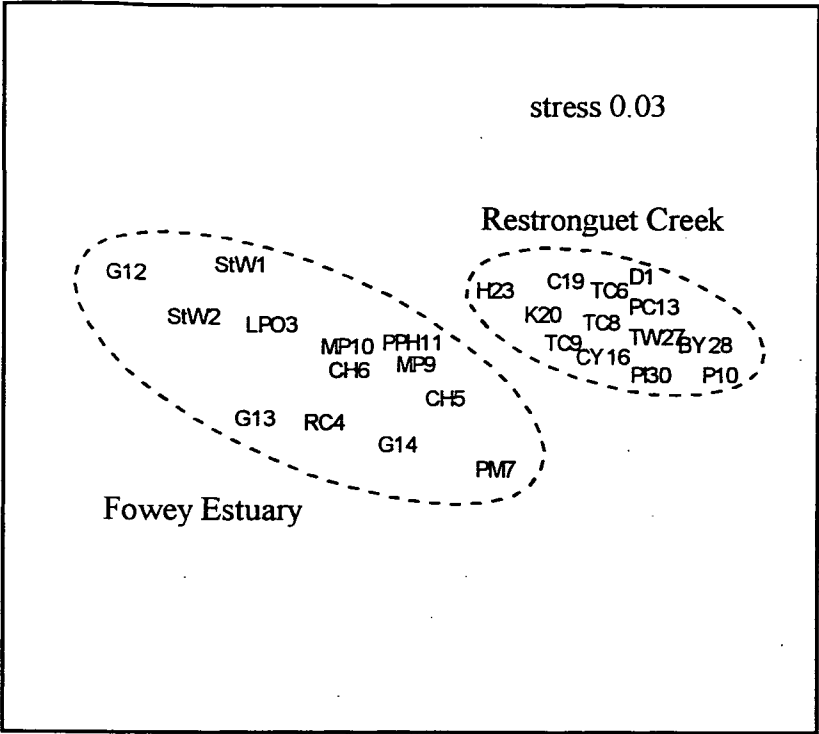 stress 0.03
Restronguet Creek
StW1
G12
C19
D1
H23
TC6
PC13
StW2
LPO3
K20
TC8
MP10
PPH11
TC9
TW27
BY28
CH6
MP9
CY16
PI30
P10
CH5
G13
RC4
G14
PM7
Fowey Estuary